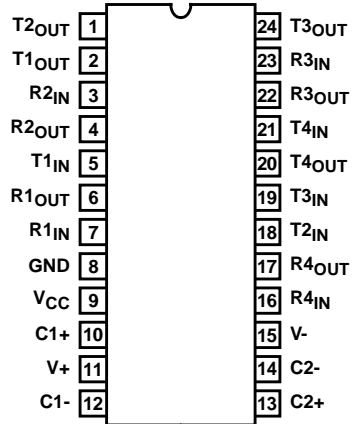 T2OUT 1 24 T3OUT
T1OUT 2 23 R3IN
R2IN 3 22 R3OUT
R2OUT 4 21 T4IN
T1IN 5 20 T4OUT
R1OUT 6 19 T3IN
R1IN 7 18 T2IN
GND 8 17 R4OUT
VCC 9 16 R4IN
C1+ 10 15 V-
V+ 11 14 C2-
C1- 12 13 C2+